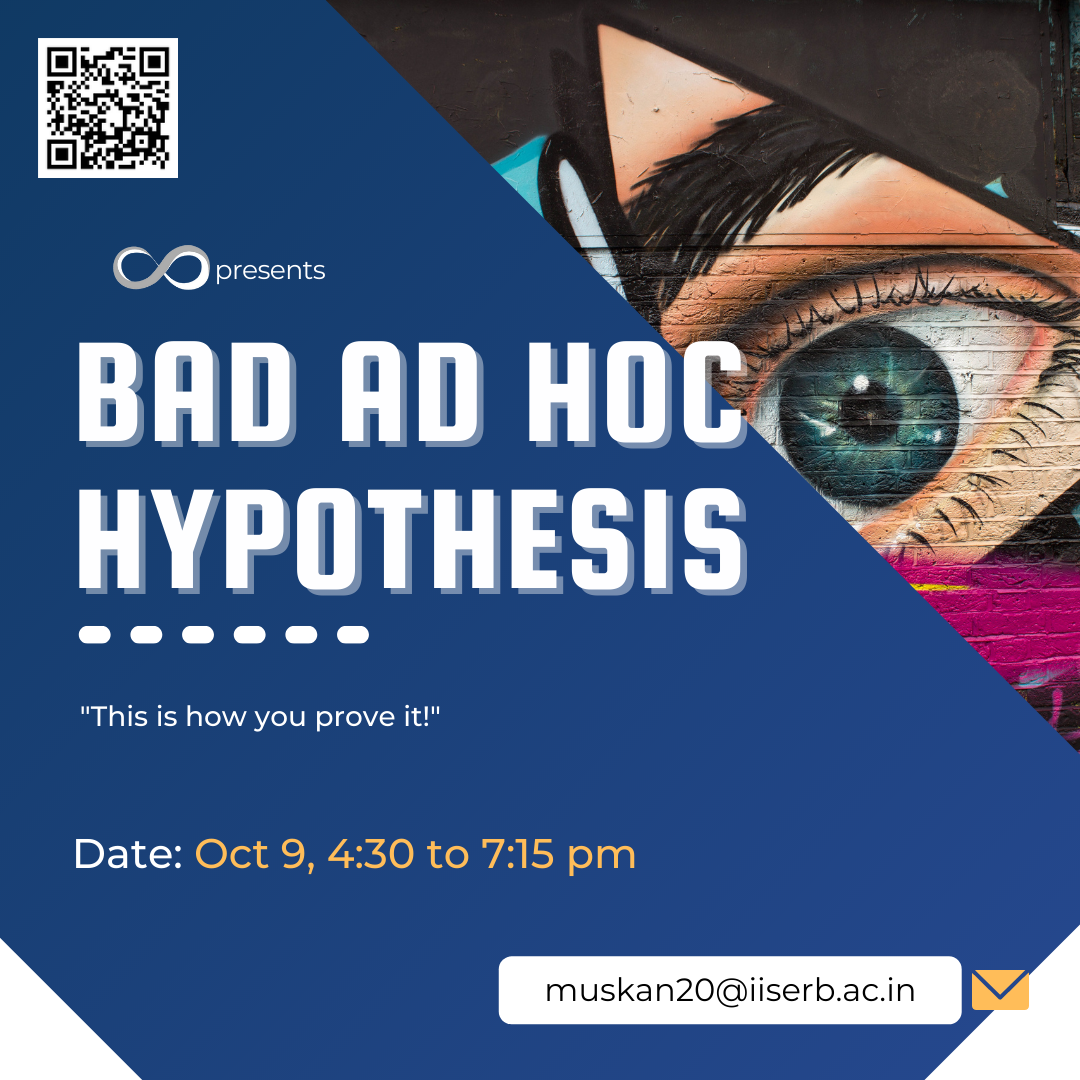 presents
BAD AD HOC
HYPOTHESIS
"This is how you prove it!"
Date: Oct 9, 4:30 to 7:15 pm
muskan20@iiserb.ac.in